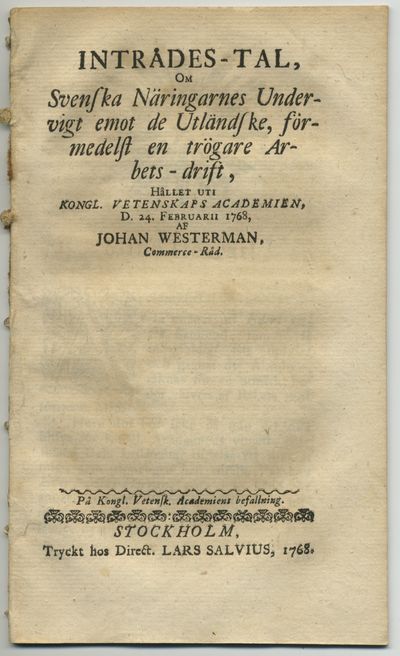 INTRÅDES-TAL,
OM
Svenſka Näringarnes Under-
vigt emot de Utländſke, för-
medelſt en trögare Ar-
bets-drift,
HåLLET UTI
KONGL. VETENSKAPS ACADEMIEN,
D. 24. FEBRUARII 1768,
AF
JOHAN WESTERMAN,
Commerce-Råd.
På Kongl. Vetenſk. Academiens befallning.
STOCKHOLM,
Tryckt hos Direct. LARS SALVIUS, 1768.